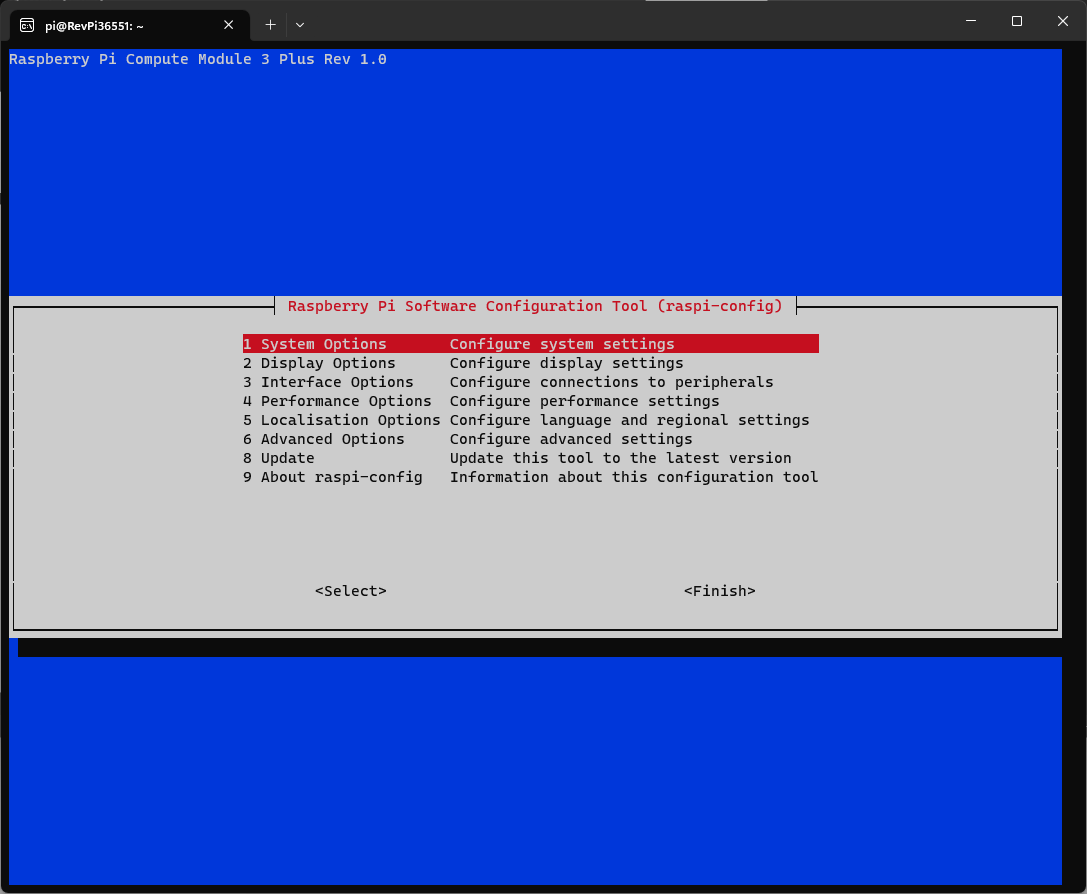 pi@RevPi36551: ~
Raspberry Pi Compute Module 3 Plus Rev 1.0
Raspberry Pi Software Configuration Tool (raspi-config)
1 System Options Configure system settings
2 Display Options Configure display settings
3 Interface Options Configure connections to peripherals
4 Performance Options Configure performance settings
5 Localisation Options Configure language and regional settings
6 Advanced Options Configure advanced settings
8 Update Update this tool to the latest version
9 About raspi-config Information about this configuration tool
<Select> <Finish>